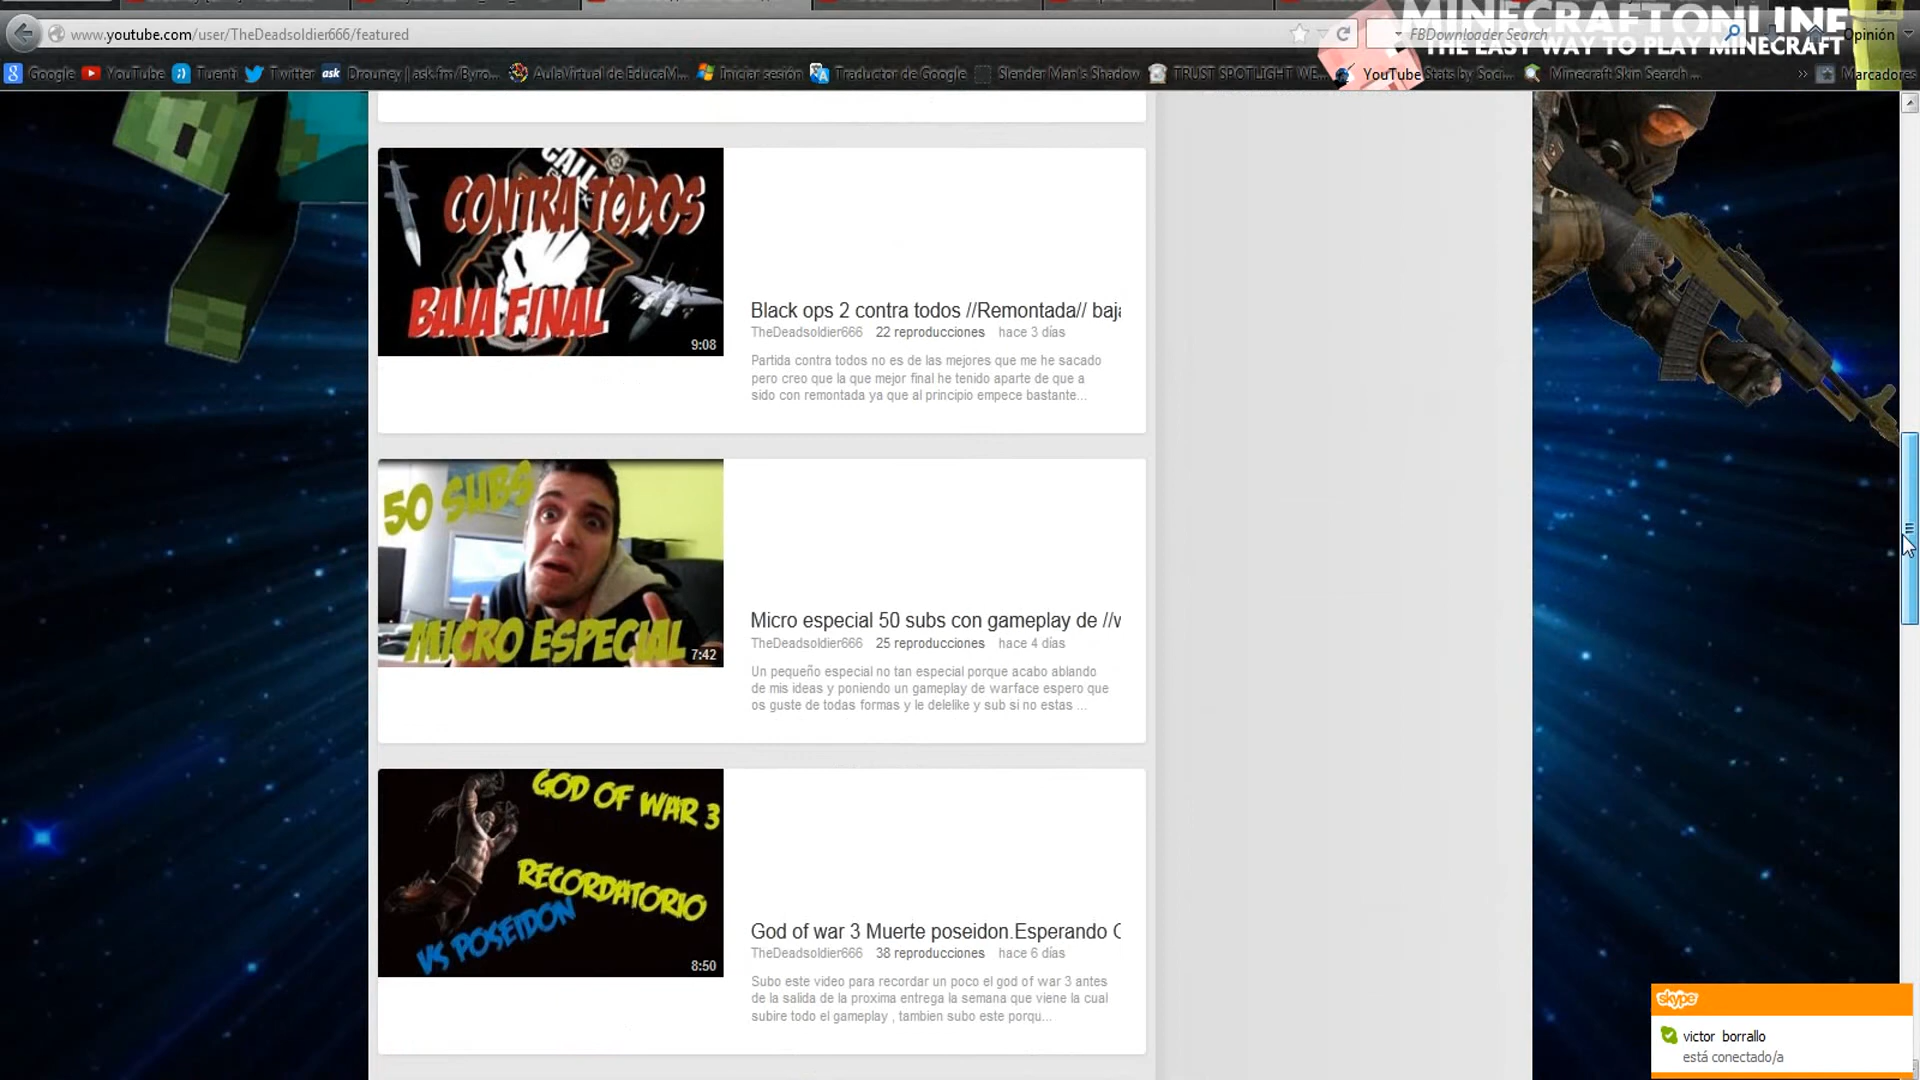 MINECRAFTONLINE
THE EASY WAY TO PLAY MINECRAFT
www.youtube.com/user/TheDeadsoldier666/featured
FBDownloader Search
Opinión
Google
YouTube
Tuenti
Twitter
ask
Drouney | ask.fm/Byro...
AulaVirtual de EducaM...
Iniciar sesión
Traductor de Google
Slender Man's Shadow
TRUST SPOTLIGHT WE...
YouTube Stats by Soci...
Minecraft Skin Search ...
»
Marcadores
CALL
CONTRA TODOS
BAJA FINAL
9:08
Black ops 2 contra todos //Remontada// baja
TheDeadsoldier666 22 reproducciones hace 3 días
Partida contra todos no es de las mejores que me he sacado
pero creo que la que mejor final he tenido aparte de que a
sido con remontada ya que al principio empece bastante...
50 SUBS
MICRO ESPECIAL
7:42
Micro especial 50 subs con gameplay de //v
TheDeadsoldier666 25 reproducciones hace 4 días
Un pequeño especial no tan especial porque acabo ablando
de mis ideas y poniendo un gameplay de warface espero que
os guste de todas formas y le delelike y sub si no estas ...
GOD OF WAR 3
RECORDATORIO
VS POSEIDON
8:50
God of war 3 Muerte poseidon.Esperando
TheDeadsoldier666 38 reproducciones hace 6 días
Subo este video para recordar un poco el god of war 3 antes
de la salida de la proxima entrega la semana que viene la cual
subire todo el gameplay , tambien subo este porqu...
skype
victor borrallo
está conectado/a